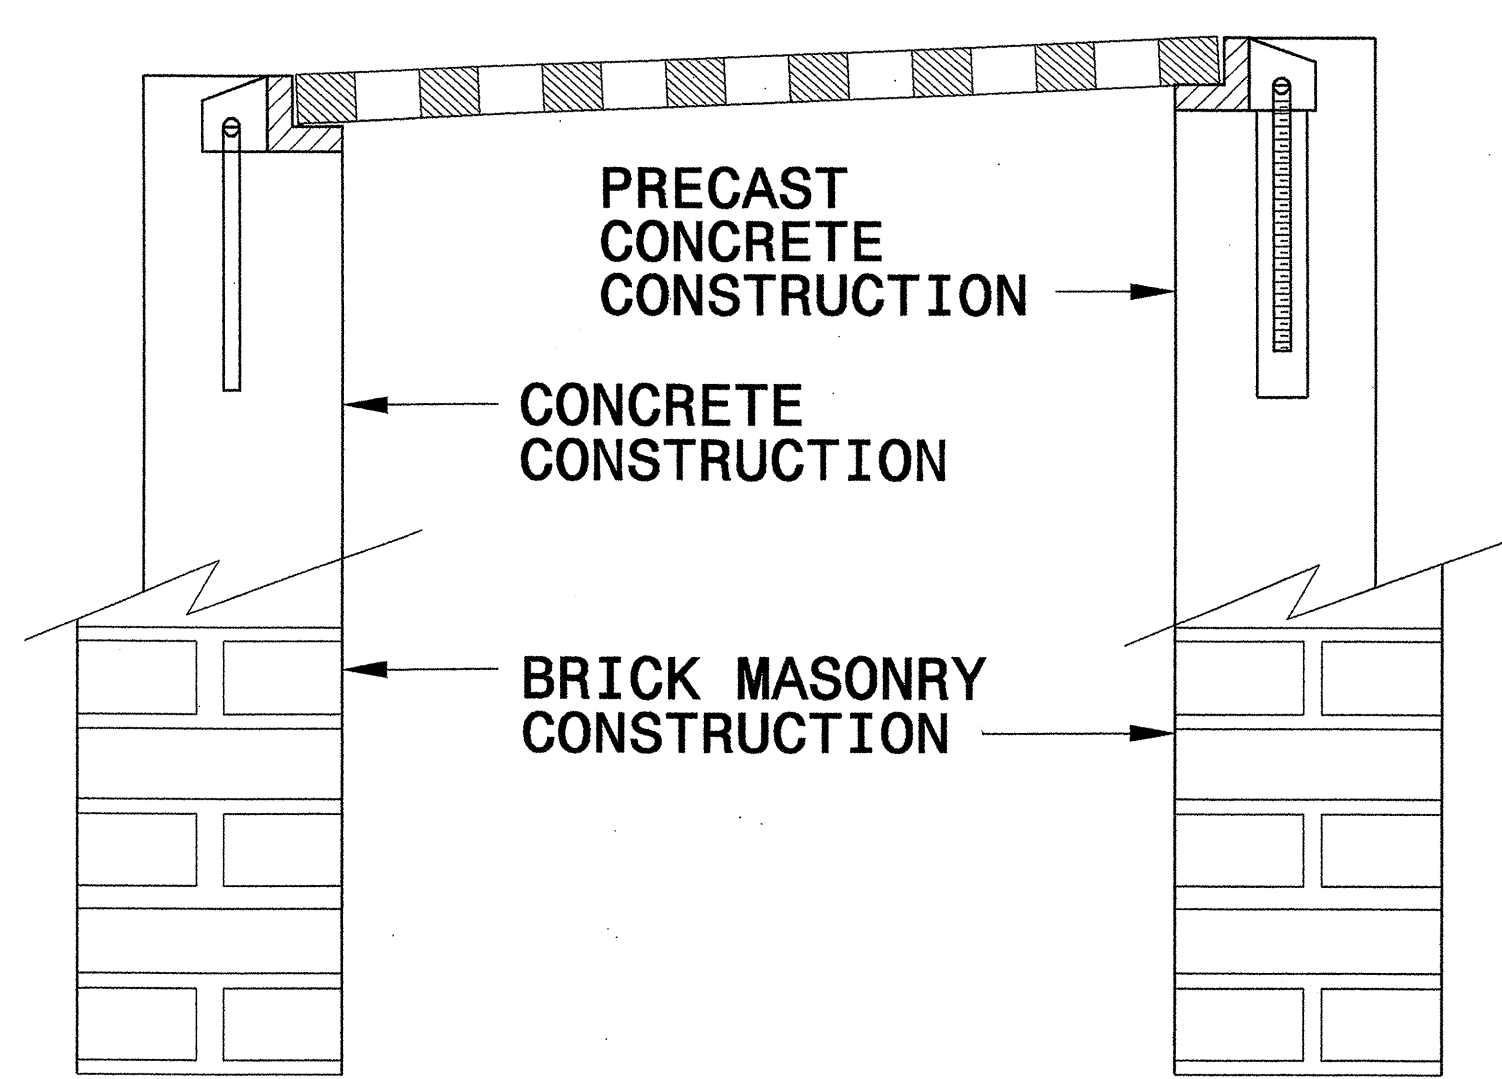 PRECAST
CONCRETE
CONSTRUCTION
CONCRETE
CONSTRUCTION
BRICK MASONRY
CONSTRUCTION